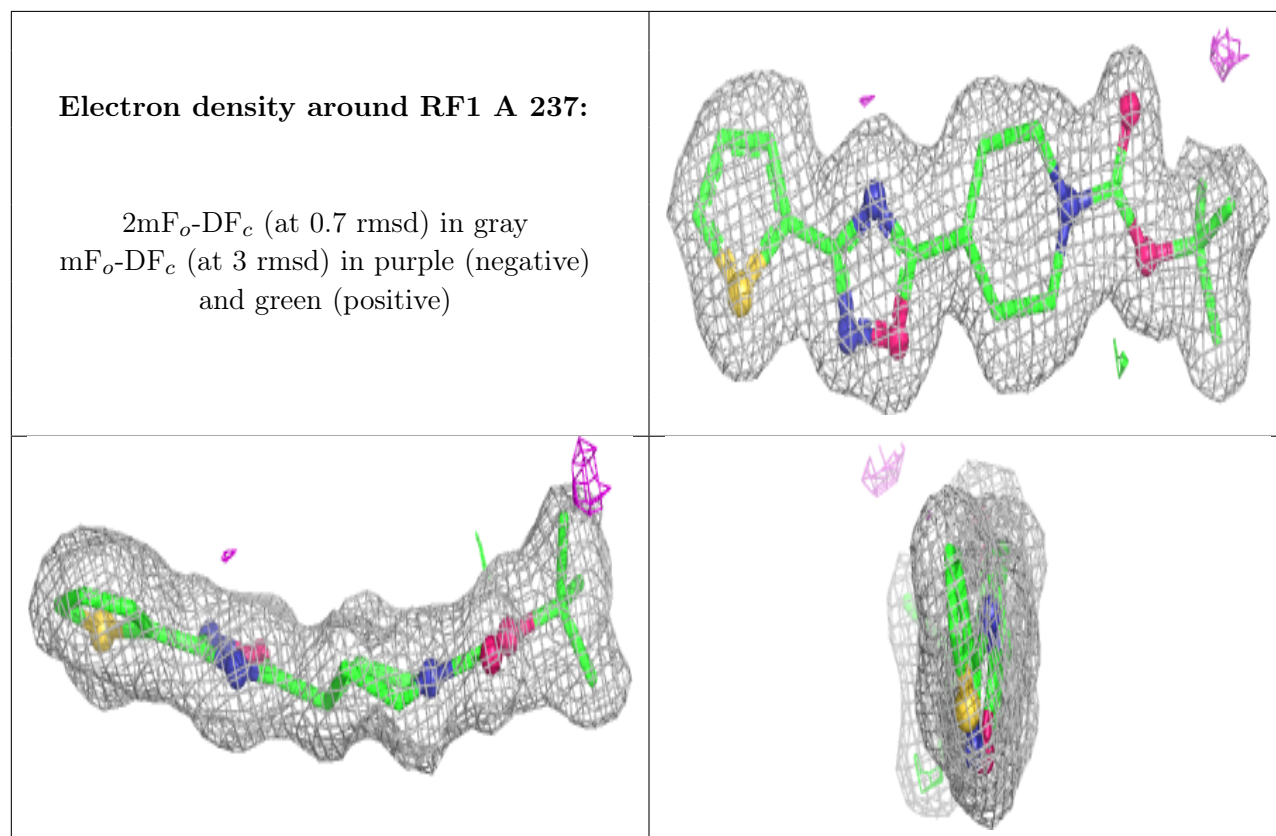 Electron density around RF1 A 237:
2mFₒ-DF𝒸 (at 0.7 rmsd) in gray
mFₒ-DF𝒸 (at 3 rmsd) in purple (negative)
and green (positive)